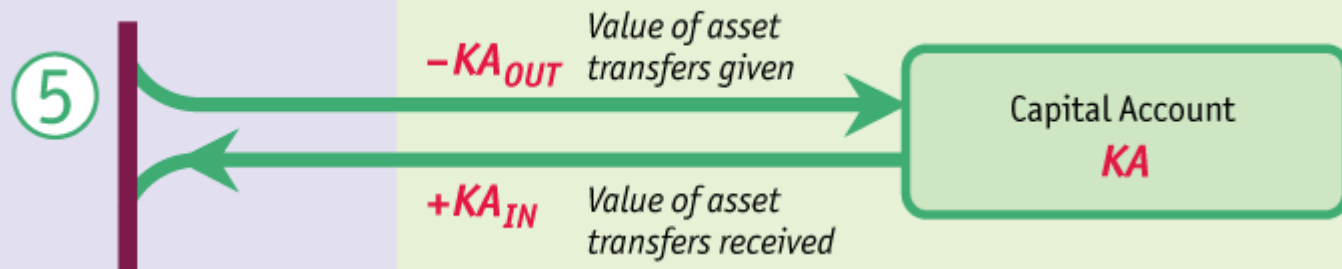 5
−KA_OUT
Value of asset
transfers given
Capital Account
KA
+KA_IN
Value of asset
transfers received